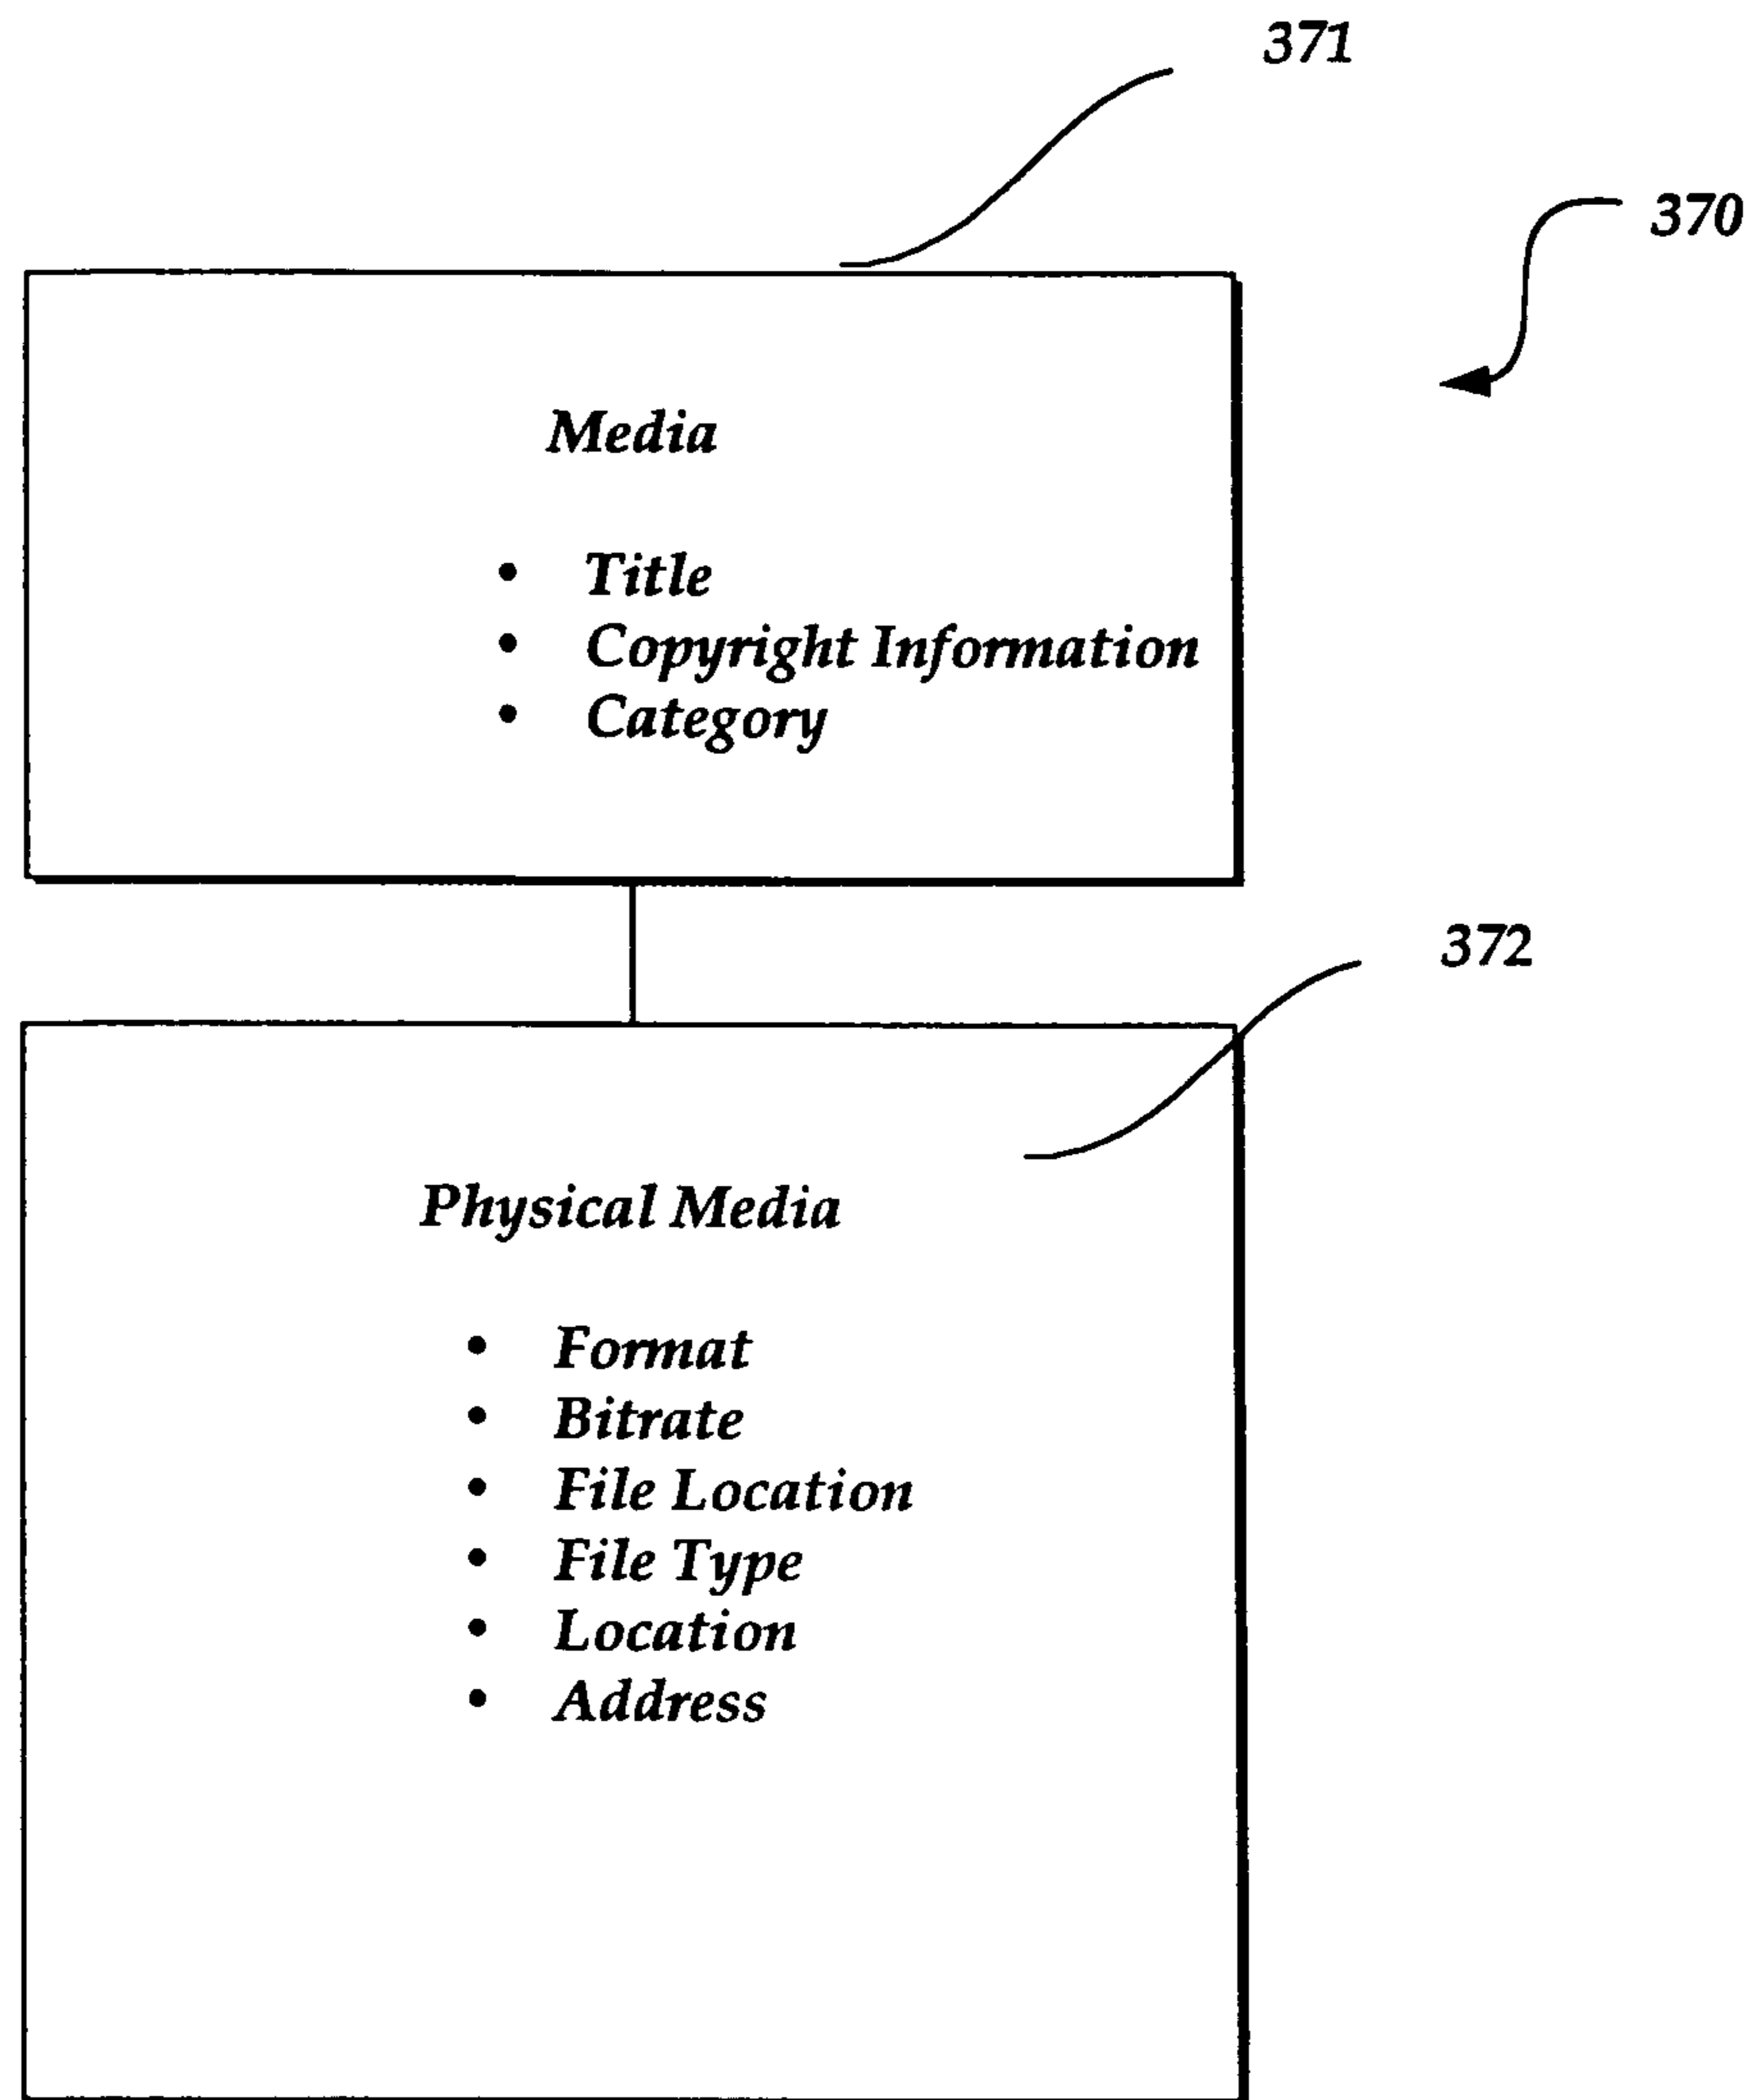 371
370
Media
• Title
• Copyright Information
• Category
372
Physical Media
• Format
• Bitrate
• File Location
• File Type
• Location
• Address